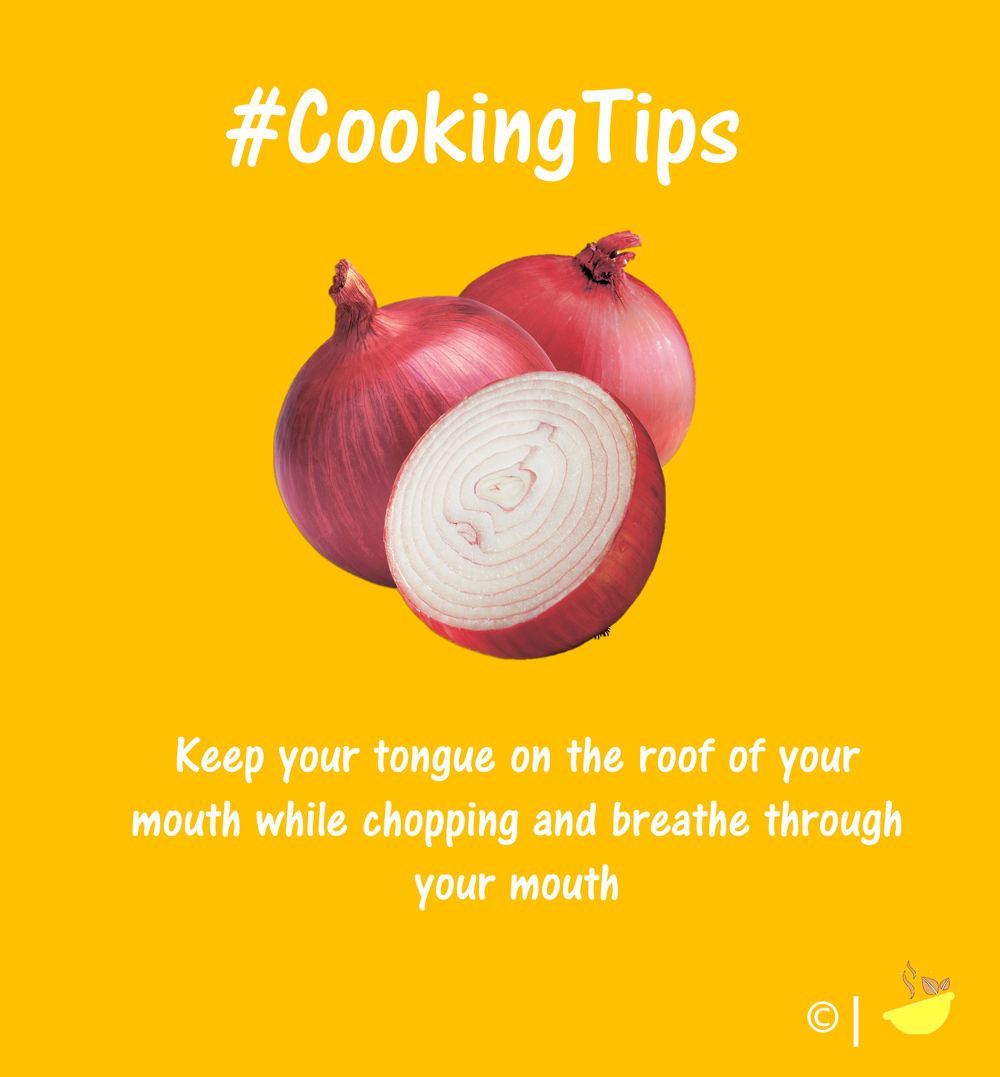 #CookingTips
Keep your tongue on the roof of your
mouth while chopping and breathe through
your mouth
© |